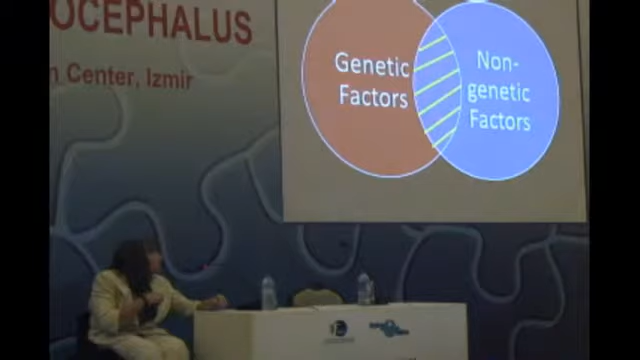 OCEPHALUS
n Center, Izmir
Genetic
Factors
Non-
genetic
Factors